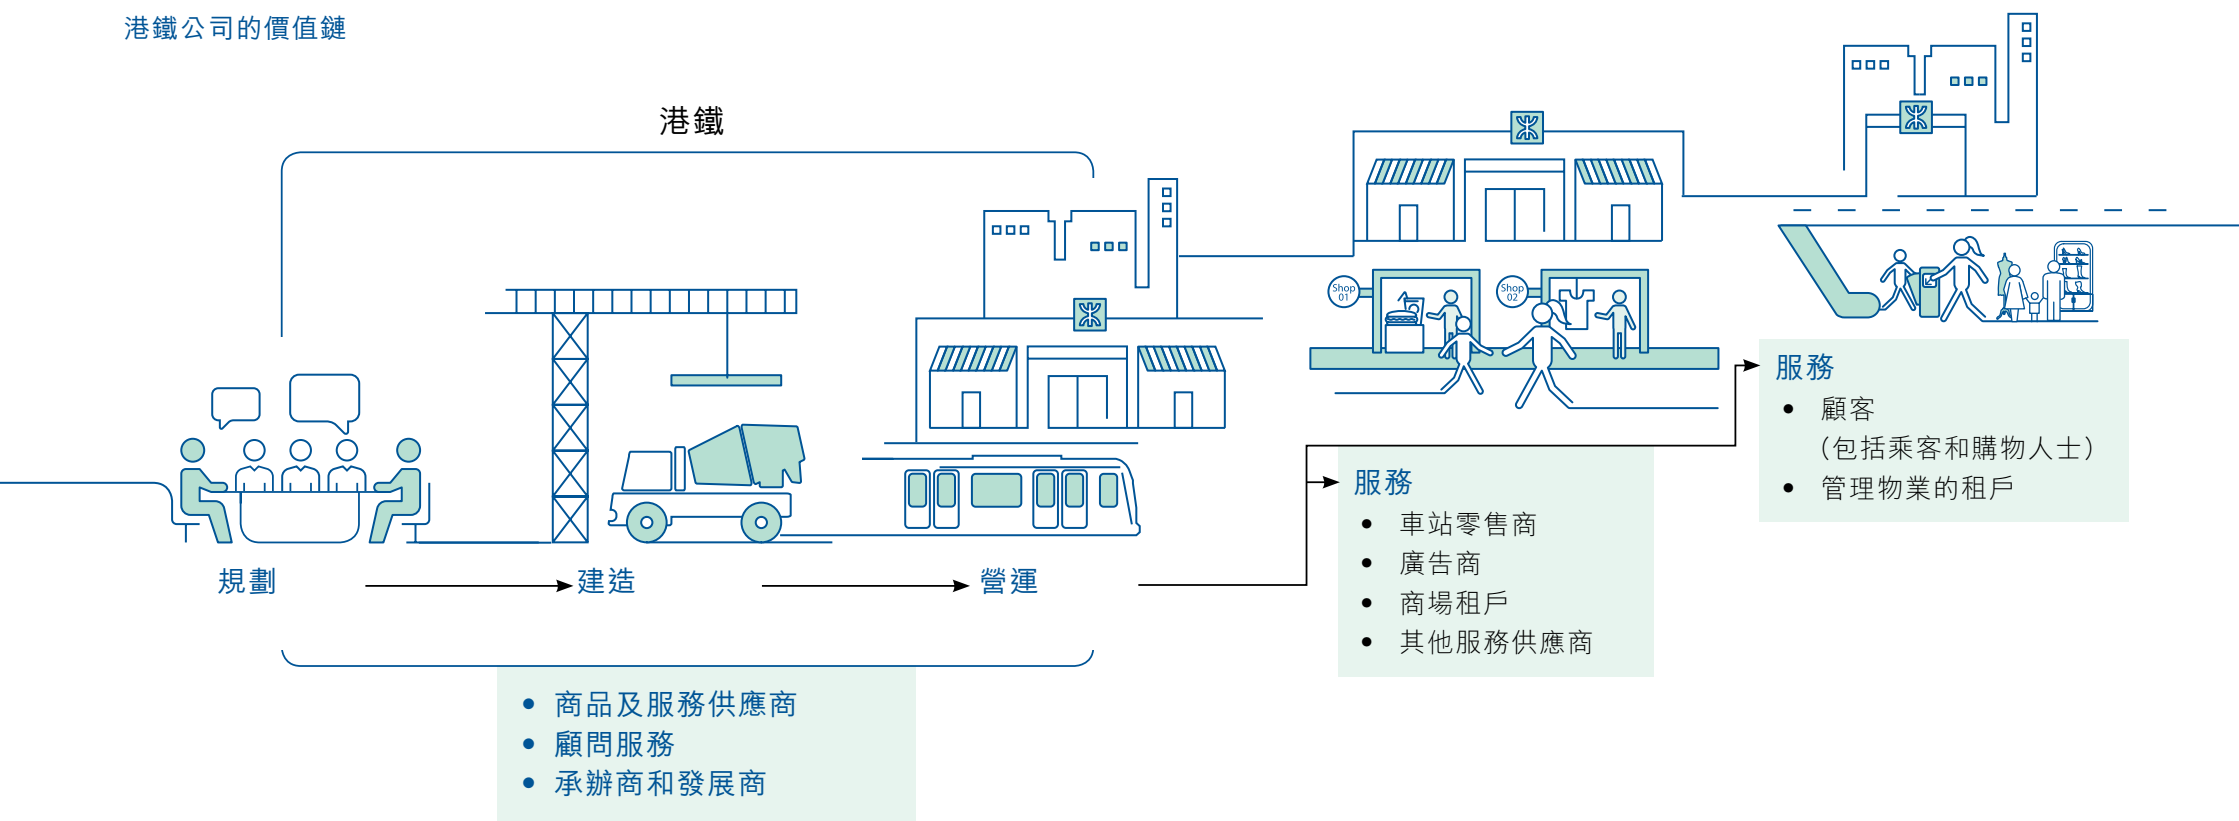 港鐵公司的價值鏈
港鐵
Shop
01
Shop
02
規劃
建造
營運
商品及服務供應商
顧問服務
承辦商和發展商
服務
車站零售商
廣告商
商場租戶
其他服務供應商
服務
顧客
(包括乘客和購物人士)
管理物業的租戶